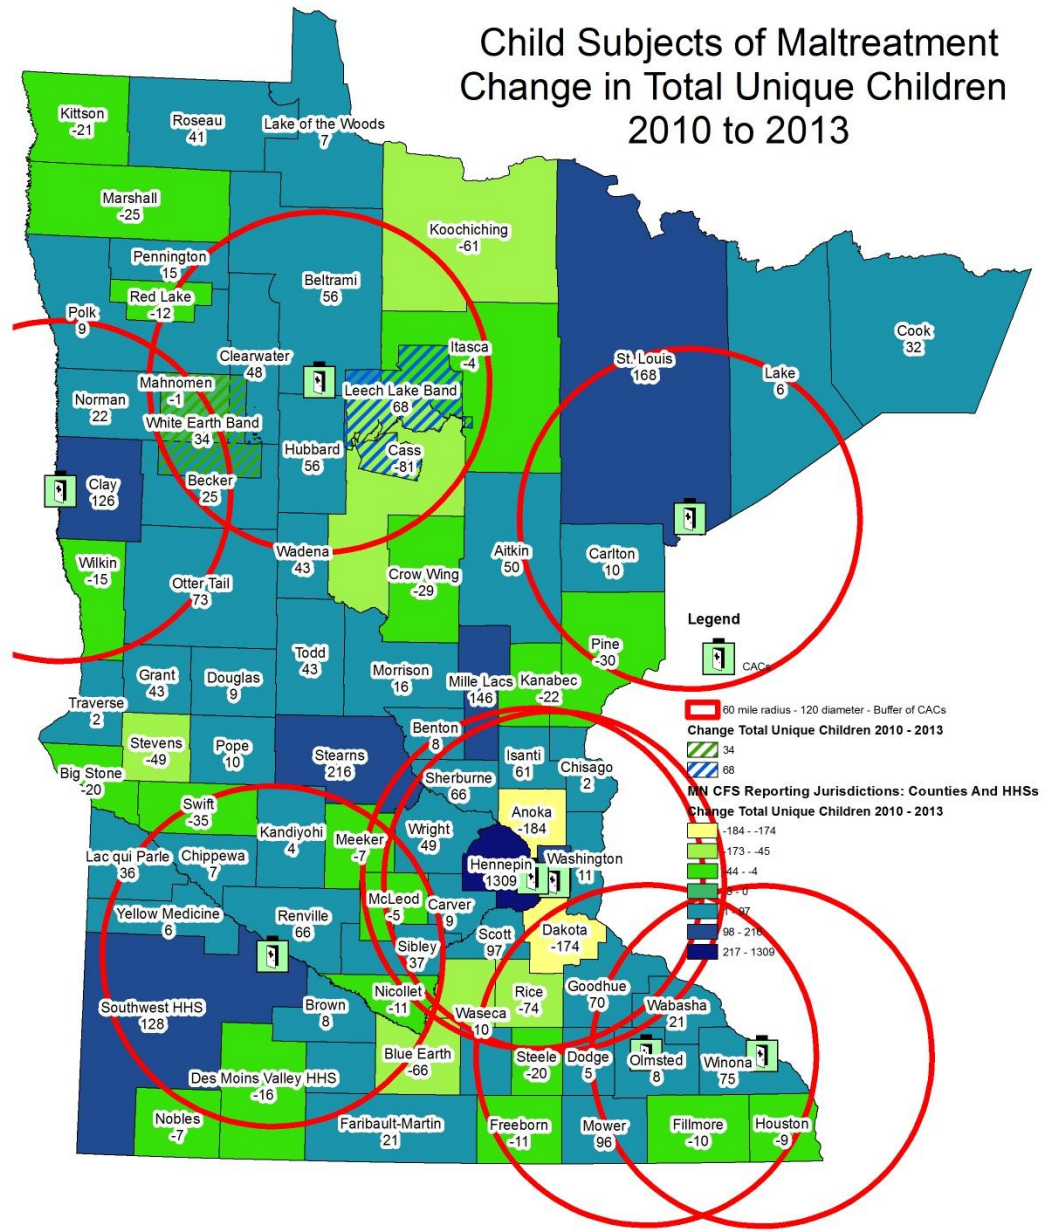 Child Subjects of Maltreatment
Change in Total Unique Children
2010 to 2013
Kittson
-21
Roseau
41
Lake of the Woods
7
Marshall
-25
Koochiching
-61
Pennington
15
Beltrami
56
Red Lake
-12
Polk
9
Clearwater
48
Itasca
-4
St. Louis
168
Lake
6
Cook
32
Mahnomen
-1
Norman
22
Leech Lake Band
68
White Earth Band
34
Hubbard
56
Cass
-81
Clay
126
Becker
25
Wadena
43
Aitkin
50
Carlton
10
Wilkin
-15
Otter Tail
73
Crow Wing
-29
Pine
-30
Todd
43
Morrison
16
Mille Lacs
146
Kanabec
-22
Grant
43
Douglas
9
Traverse
2
Stevens
-49
Pope
10
Stearns
216
Benton
8
Isanti
61
Chisago
2
Big Stone
-20
Sherburne
66
Swift
-35
Kandiyohi
4
Meeker
-7
Wright
49
Anoka
-184
Hennepin
1309
Washington
11
Lac qui Parle
36
Chippewa
7
McLeod
-5
Carver
9
Yellow Medicine
6
Renville
66
Scott
97
Dakota
-174
Sibley
37
Southwest HHS
128
Brown
8
Nicollet
-11
Waseca
10
Rice
-74
Goodhue
70
Wabasha
21
Blue Earth
-66
Steele
-20
Dodge
5
Olmsted
8
Winona
75
Des Moins Valley HHS
-16
Nobles
-7
Faribault-Martin
21
Freeborn
-11
Mower
96
Fillmore
-10
Houston
-9
Legend
CACs
60 mile radius - 120 diameter - Buffer of CACs
Change Total Unique Children 2010 - 2013
34
68
MN CFS Reporting Jurisdictions: Counties And HHSs
Change Total Unique Children 2010 - 2013
-184 - -174
-173 - -45
-44 - -4
-3 - 0
1 - 97
98 - 216
217 - 1309